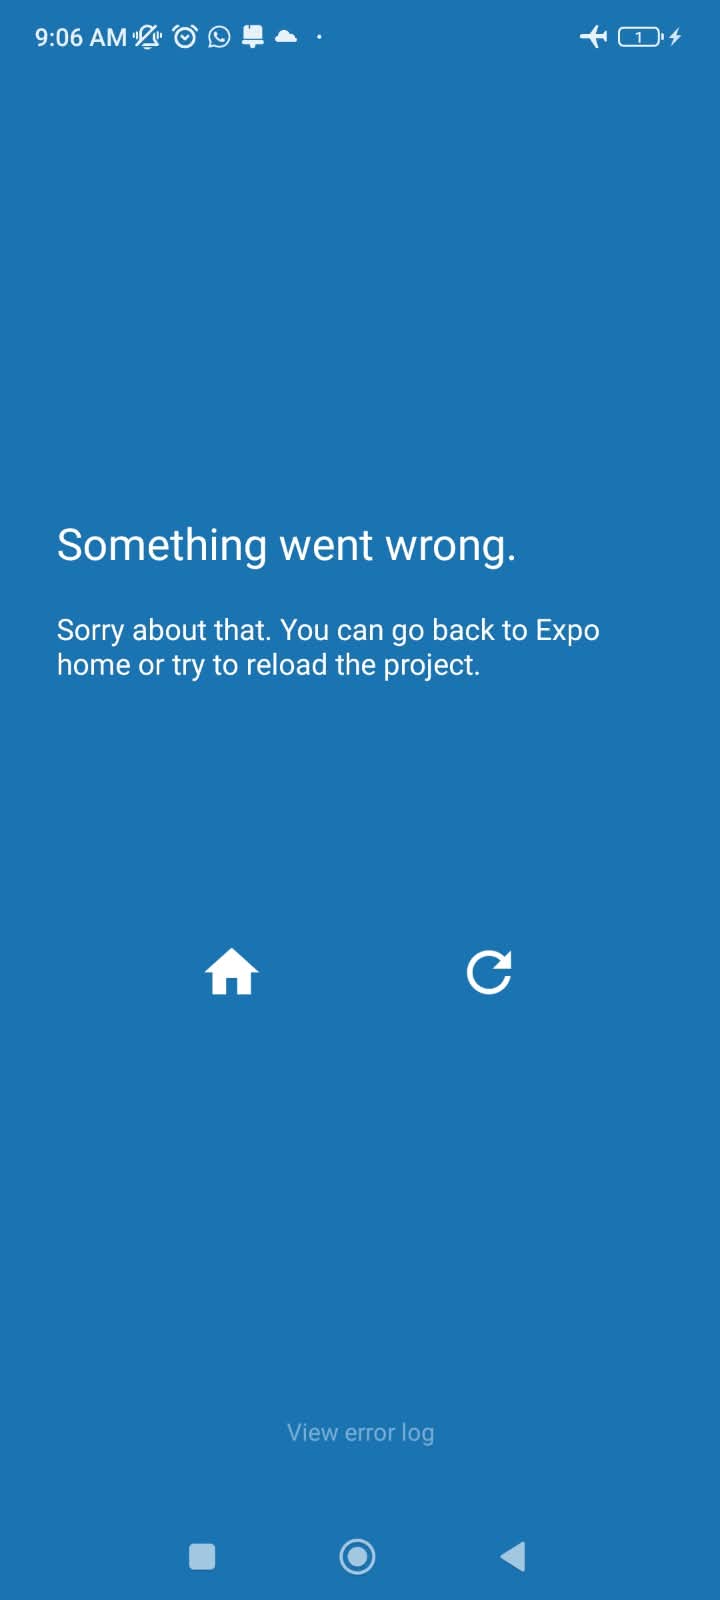 9:06 AM
1
Something went wrong.
Sorry about that. You can go back to Expo
home or try to reload the project.
View error log